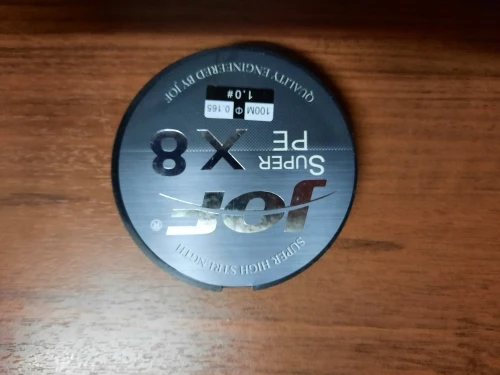 SUPER HIGH STRENGTH
JOF®
SUPER PE X8
100M Φ 0.165
1.0#
QUALITY ENGINEERED BY JOF